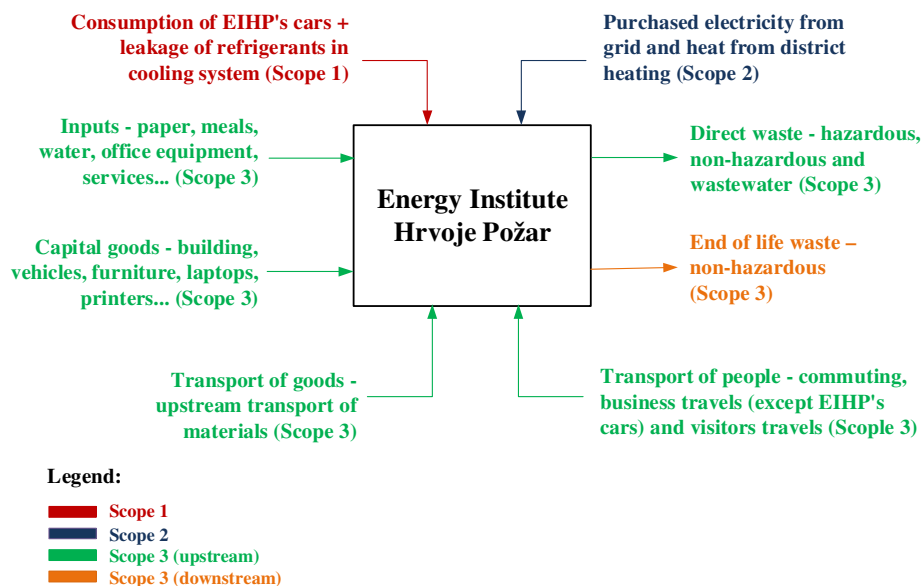 Consumption of EIHP's cars +
leakage of refrigerants in
cooling system (Scope 1)
Purchased electricity from
grid and heat from district
heating (Scope 2)
Inputs - paper, meals,
water, office equipment,
services... (Scope 3)
Direct waste - hazardous,
non-hazardous and
wastewater (Scope 3)
Energy Institute
Hrvoje Požar
Capital goods - building,
vehicles, furniture, laptops,
printers... (Scope 3)
End of life waste –
non-hazardous
(Scope 3)
Transport of goods -
upstream transport of
materials (Scope 3)
Transport of people - commuting,
business travels (except EIHP's
cars) and visitors travels (Scople 3)
Legend:
Scope 1
Scope 2
Scope 3 (upstream)
Scope 3 (downstream)